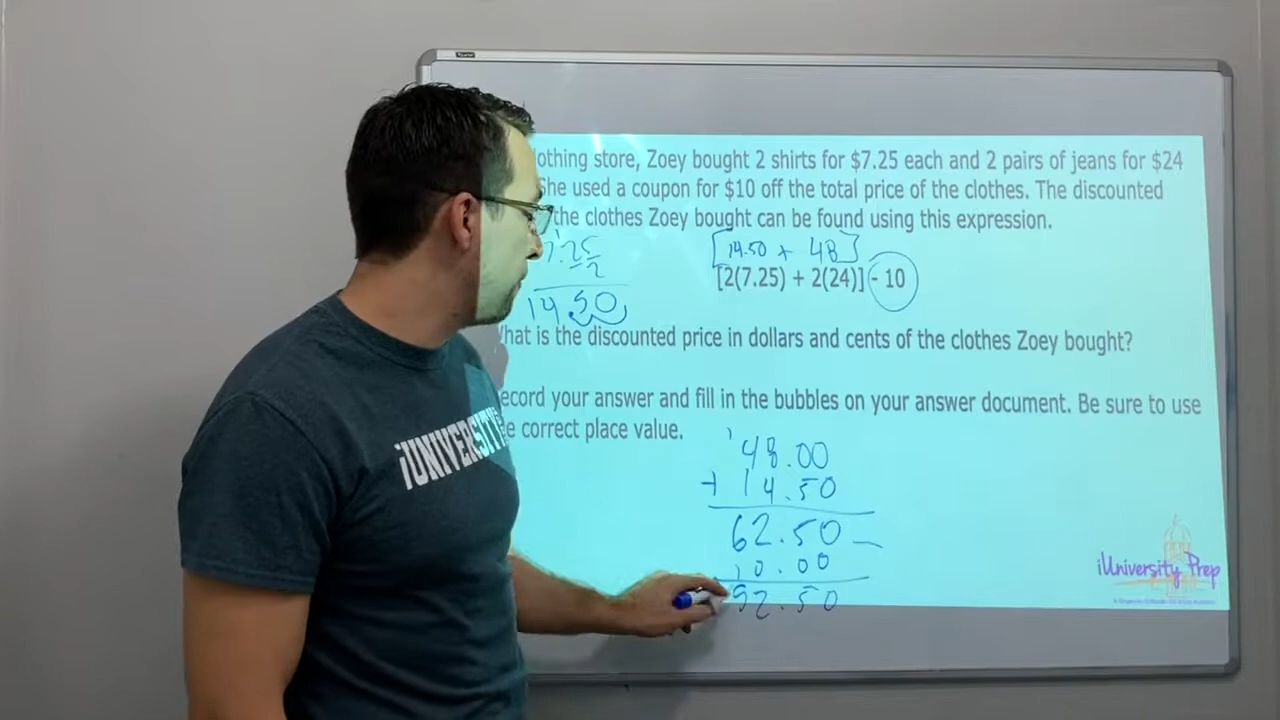 lothing store, Zoey bought 2 shirts for $7.25 each and 2 pairs of jeans for $24
She used a coupon for $10 off the total price of the clothes. The discounted
the clothes Zoey bought can be found using this expression.
7.25
2
14 50
[14.50 + 48]
[2(7.25) + 2(24)] - 10
hat is the discounted price in dollars and cents of the clothes Zoey bought?
ecord your answer and fill in the bubbles on your answer document. Be sure to use
e correct place value.
1
48.00
+ 14.50
62.50 -
10.00
52.50
iUNIVERSITY
iUniversity Prep